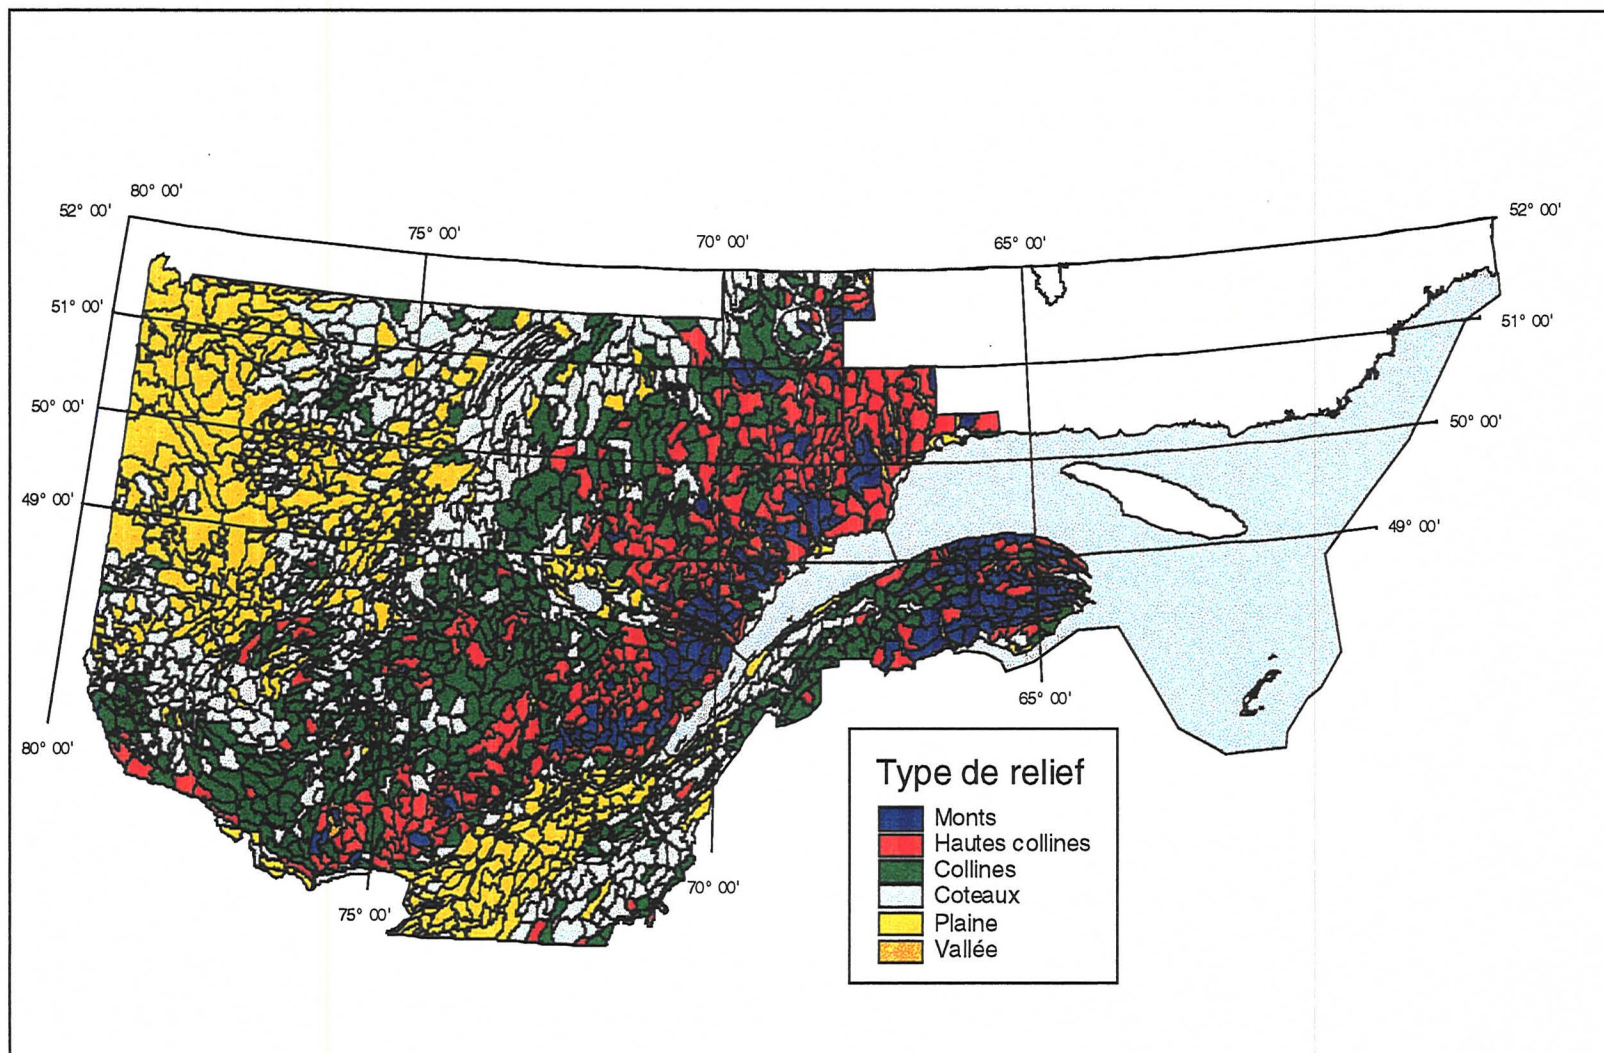 80° 00'
52° 00'
52° 00'
75° 00'
70° 00'
65° 00'
51° 00'
51° 00'
50° 00'
50° 00'
49° 00'
49° 00'
65° 00'
80° 00'
70° 00'
75° 00'
Type de relief
Monts
Hautes collines
Collines
Coteaux
Plaine
Vallée